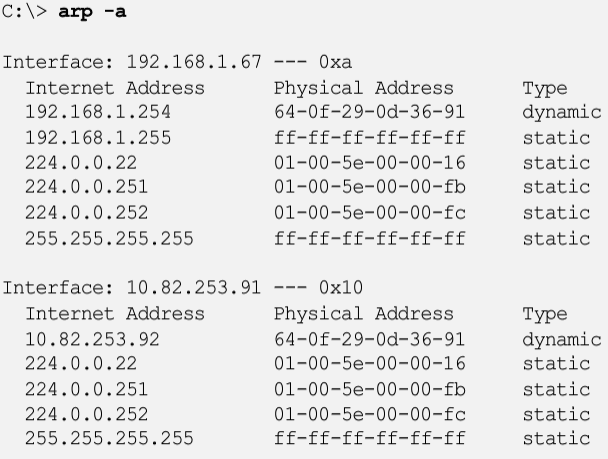 C:\> arp -a
Interface: 192.168.1.67 --- 0xa
Internet Address Physical Address Type
192.168.1.254 64-0f-29-0d-36-91 dynamic
192.168.1.255 ff-ff-ff-ff-ff-ff static
224.0.0.22 01-00-5e-00-00-16 static
224.0.0.251 01-00-5e-00-00-fb static
224.0.0.252 01-00-5e-00-00-fc static
255.255.255.255 ff-ff-ff-ff-ff-ff static
Interface: 10.82.253.91 --- 0x10
Internet Address Physical Address Type
10.82.253.92 64-0f-29-0d-36-91 dynamic
224.0.0.22 01-00-5e-00-00-16 static
224.0.0.251 01-00-5e-00-00-fb static
224.0.0.252 01-00-5e-00-00-fc static
255.255.255.255 ff-ff-ff-ff-ff-ff static